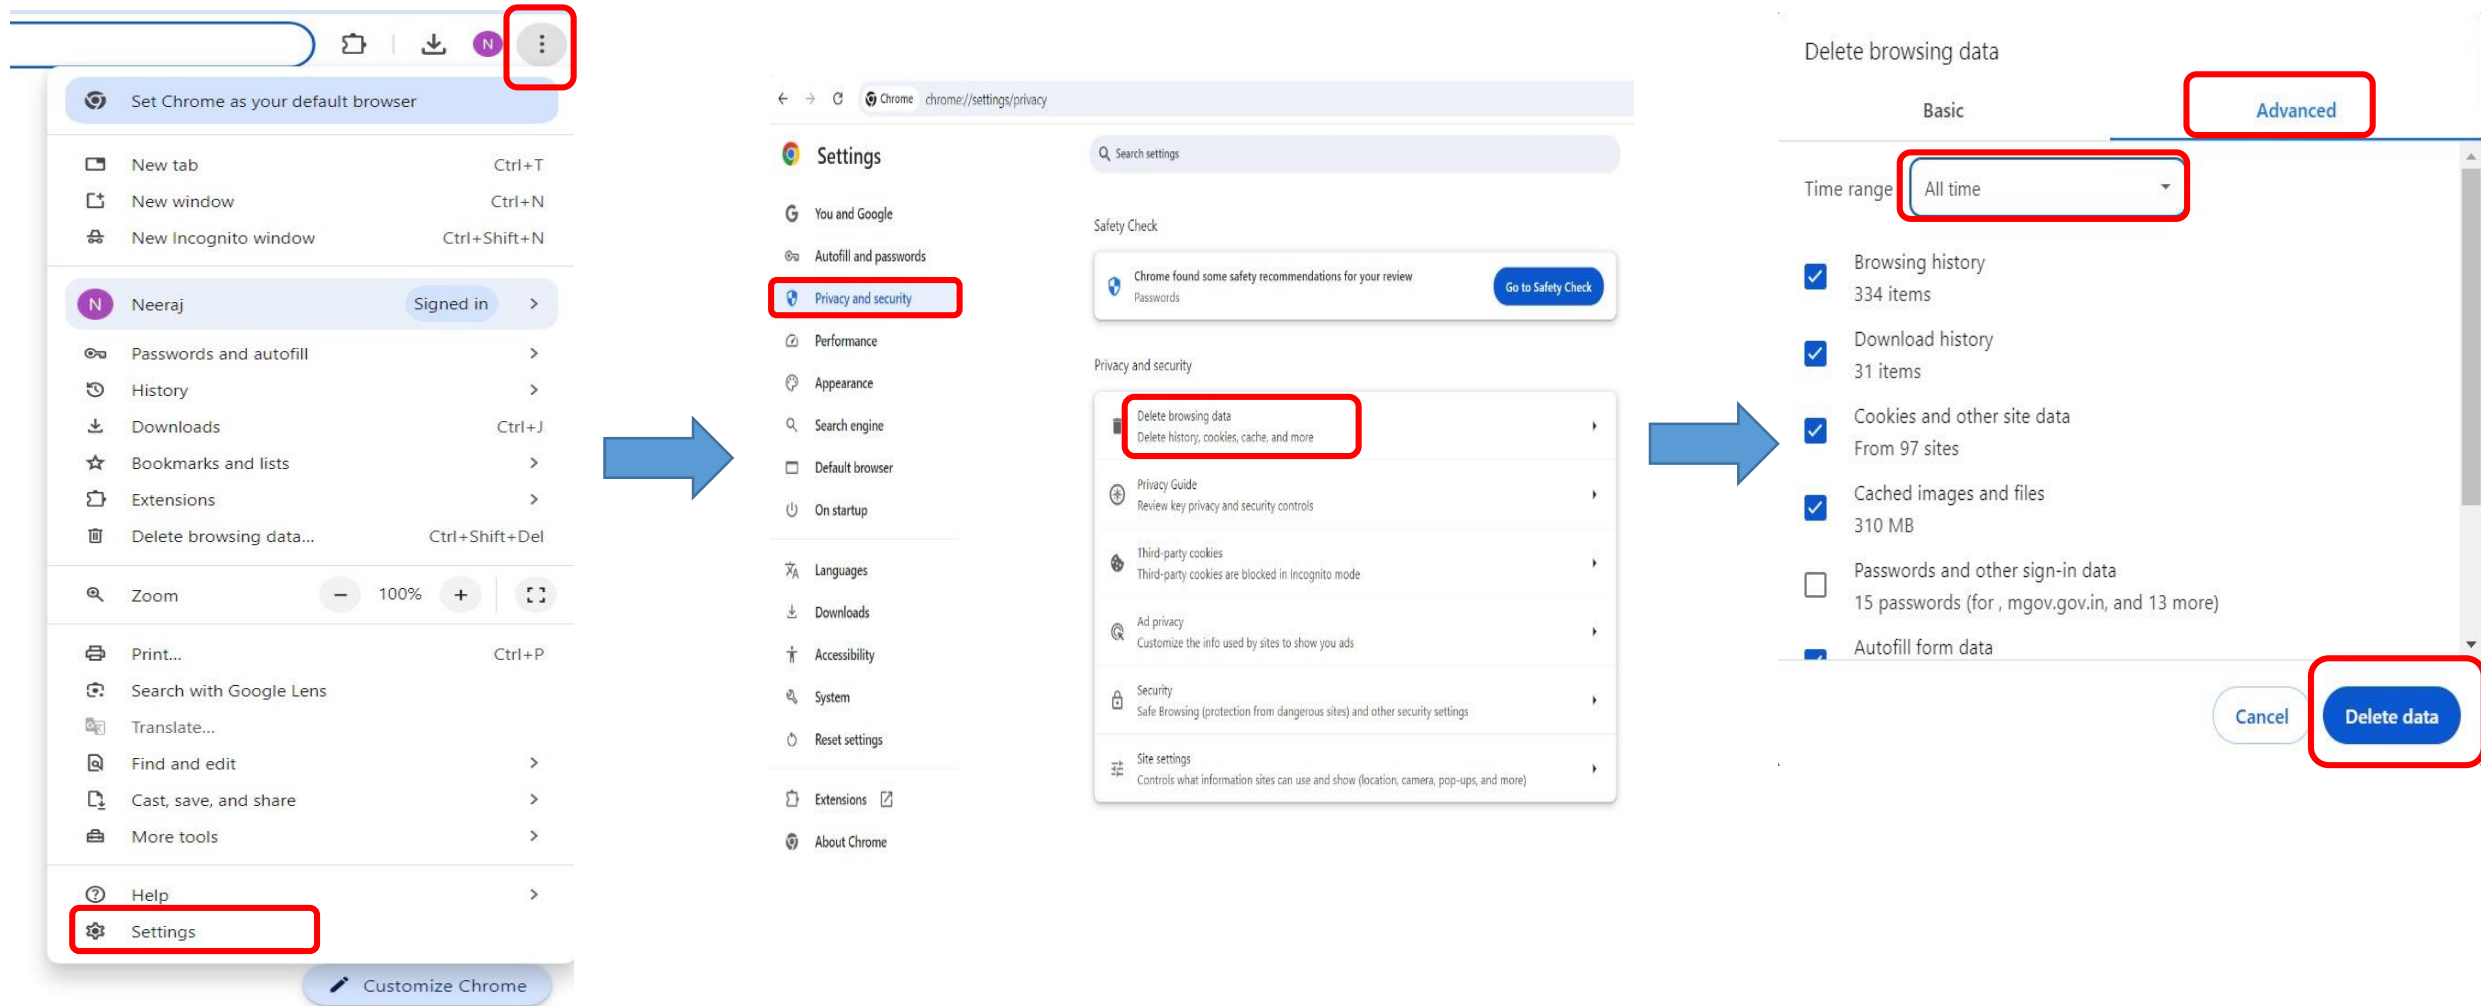 N
Set Chrome as your default browser
New tab Ctrl+T
New window Ctrl+N
New Incognito window Ctrl+Shift+N
N Neeraj Signed in
Passwords and autofill
History
Downloads Ctrl+J
Bookmarks and lists
Extensions
Delete browsing data... Ctrl+Shift+Del
Zoom − 100% +
Print... Ctrl+P
Search with Google Lens
Translate...
Find and edit
Cast, save, and share
More tools
Help
Settings
Customize Chrome
Chrome chrome://settings/privacy
Settings
Search settings
You and Google
Autofill and passwords
Privacy and security
Performance
Appearance
Search engine
Default browser
On startup
Languages
Downloads
Accessibility
System
Reset settings
Extensions
About Chrome
Safety Check
Chrome found some safety recommendations for your review
Passwords
Go to Safety Check
Privacy and security
Delete browsing data
Delete history, cookies, cache, and more
Privacy Guide
Review key privacy and security controls
Third-party cookies
Third-party cookies are blocked in Incognito mode
Ad privacy
Customize the info used by sites to show you ads
Security
Safe Browsing (protection from dangerous sites) and other security settings
Site settings
Controls what information sites can use and show (location, camera, pop-ups, and more)
Delete browsing data
Basic Advanced
Time range All time
Browsing history
334 items
Download history
31 items
Cookies and other site data
From 97 sites
Cached images and files
310 MB
Passwords and other sign-in data
15 passwords (for , mgov.gov.in, and 13 more)
Autofill form data
Cancel Delete data